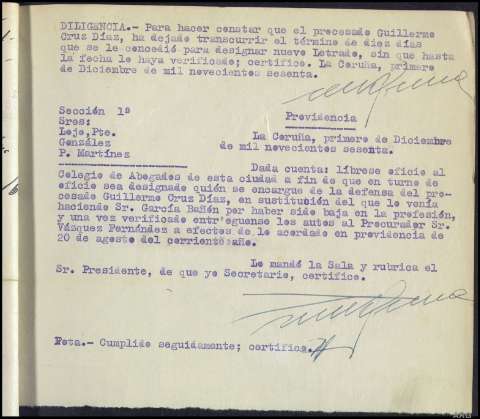 DILIGENCIA.- Para hacer constar que el procesado Guillermo
Cruz Díaz, ha dejado transcurrir el término de diez días
que se le concedió para designar nuevo Letrado, sin que hasta
la fecha lo haya verificado; certifico. La Coruña, primero
de Diciembre de mil novecientos sesenta.
Sección 1ª
Sres:
Lojo, Pte.
González
P. Martínez
Providencia
La Coruña, primero de Diciembre
de mil novecientos sesenta.
Dada cuenta: líbrese oficio al
Colegio de Abogados de esta ciudad a fin de que en turno de
oficio sea designado quién se encargue de la defensa del pro-
cesado Guillermo Cruz Díaz, en sustitución del que lo venía
haciendo Sr. García Bañón por haber sido baja en la profesión,
y una vez verificado entréguense los autos al Procurador Sr.
Vázquez Fernández a efectos de lo acordado en providencia de
20 de agosto del corriente año.
Lo mandó la Sala y rubrica el
Sr. Presidente, de que yo Secretario, certifico.
Nota.- Cumplido seguidamente; certifico.